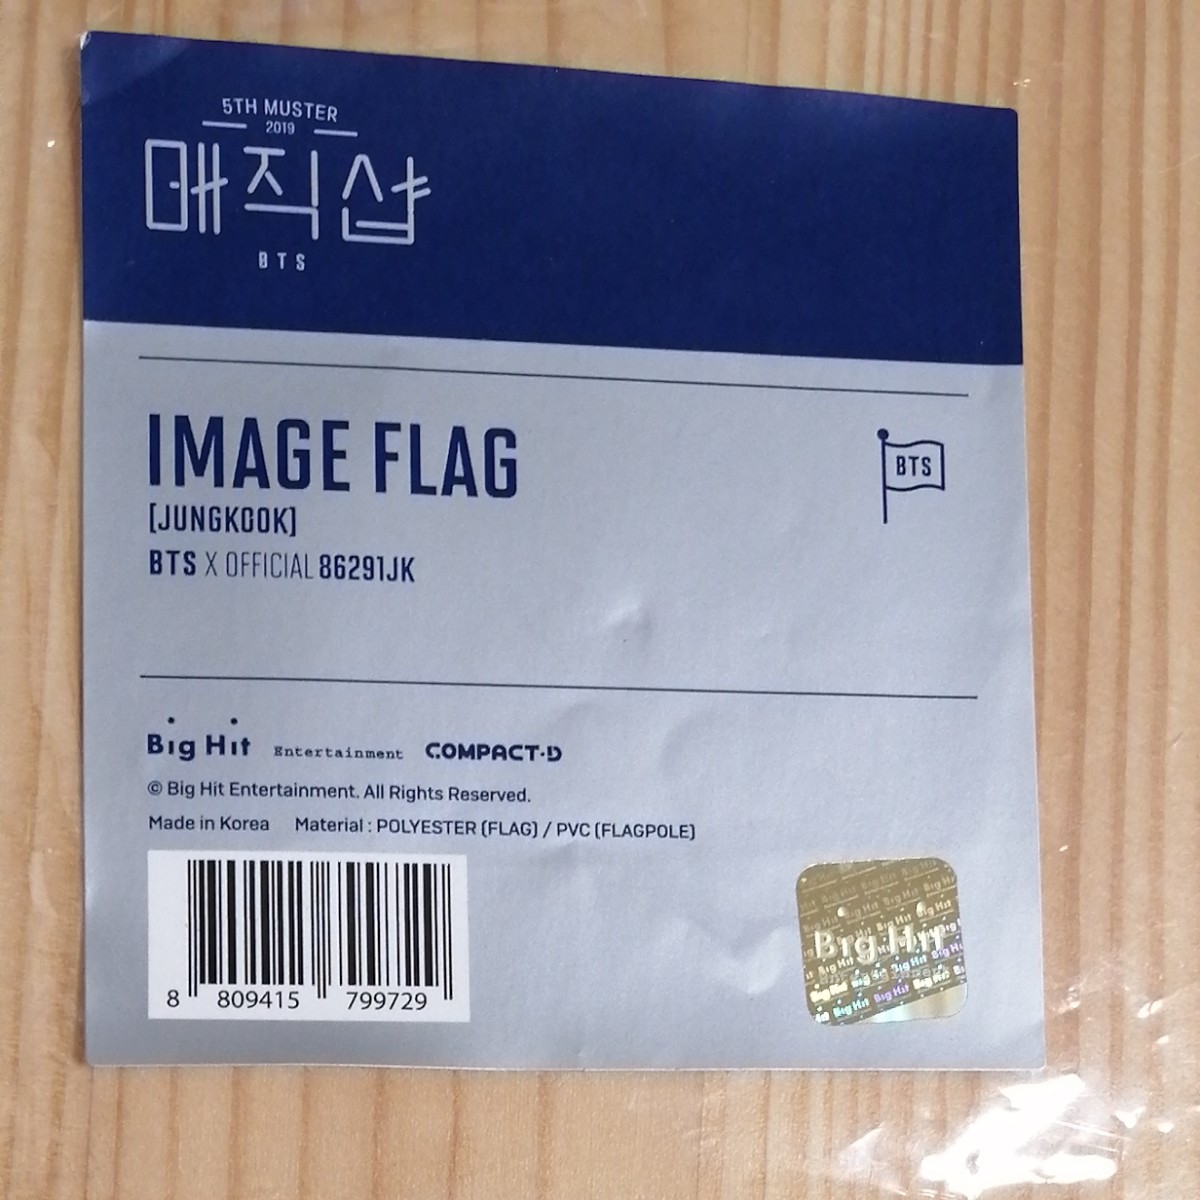 5TH MUSTER
2019
매직샵
BTS
IMAGE FLAG
[JUNGKOOK]
BTS X OFFICIAL 86291JK
BTS
Big Hit Entertainment COMPACT·D
© Big Hit Entertainment. All Rights Reserved.
Made in Korea Material : POLYESTER (FLAG) / PVC (FLAGPOLE)
8 809415 799729
Big Hit